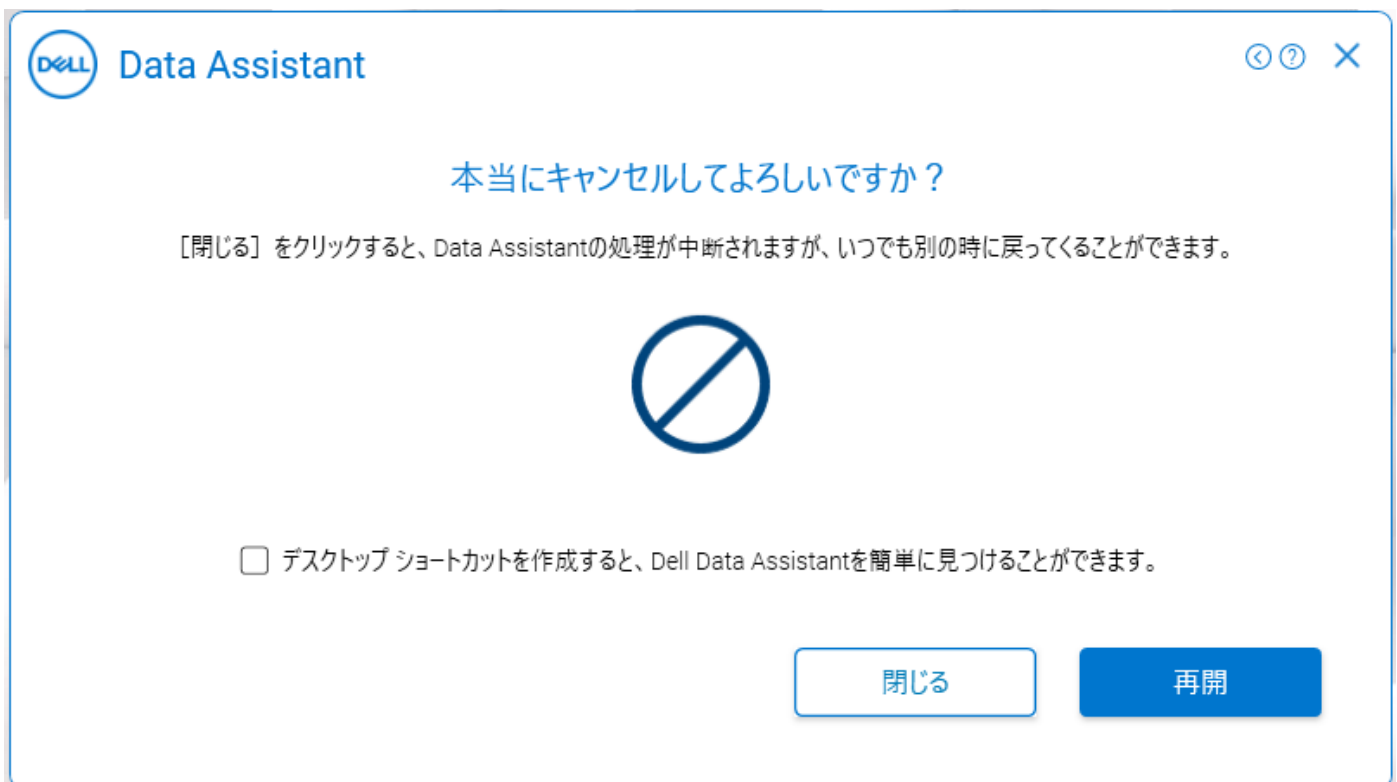 DELL Data Assistant
本当にキャンセルしてよろしいですか？
［閉じる］をクリックすると、Data Assistantの処理が中断されますが、いつでも別の時に戻ってくることができます。
デスクトップ ショートカットを作成すると、Dell Data Assistantを簡単に見つけることができます。
閉じる 再開